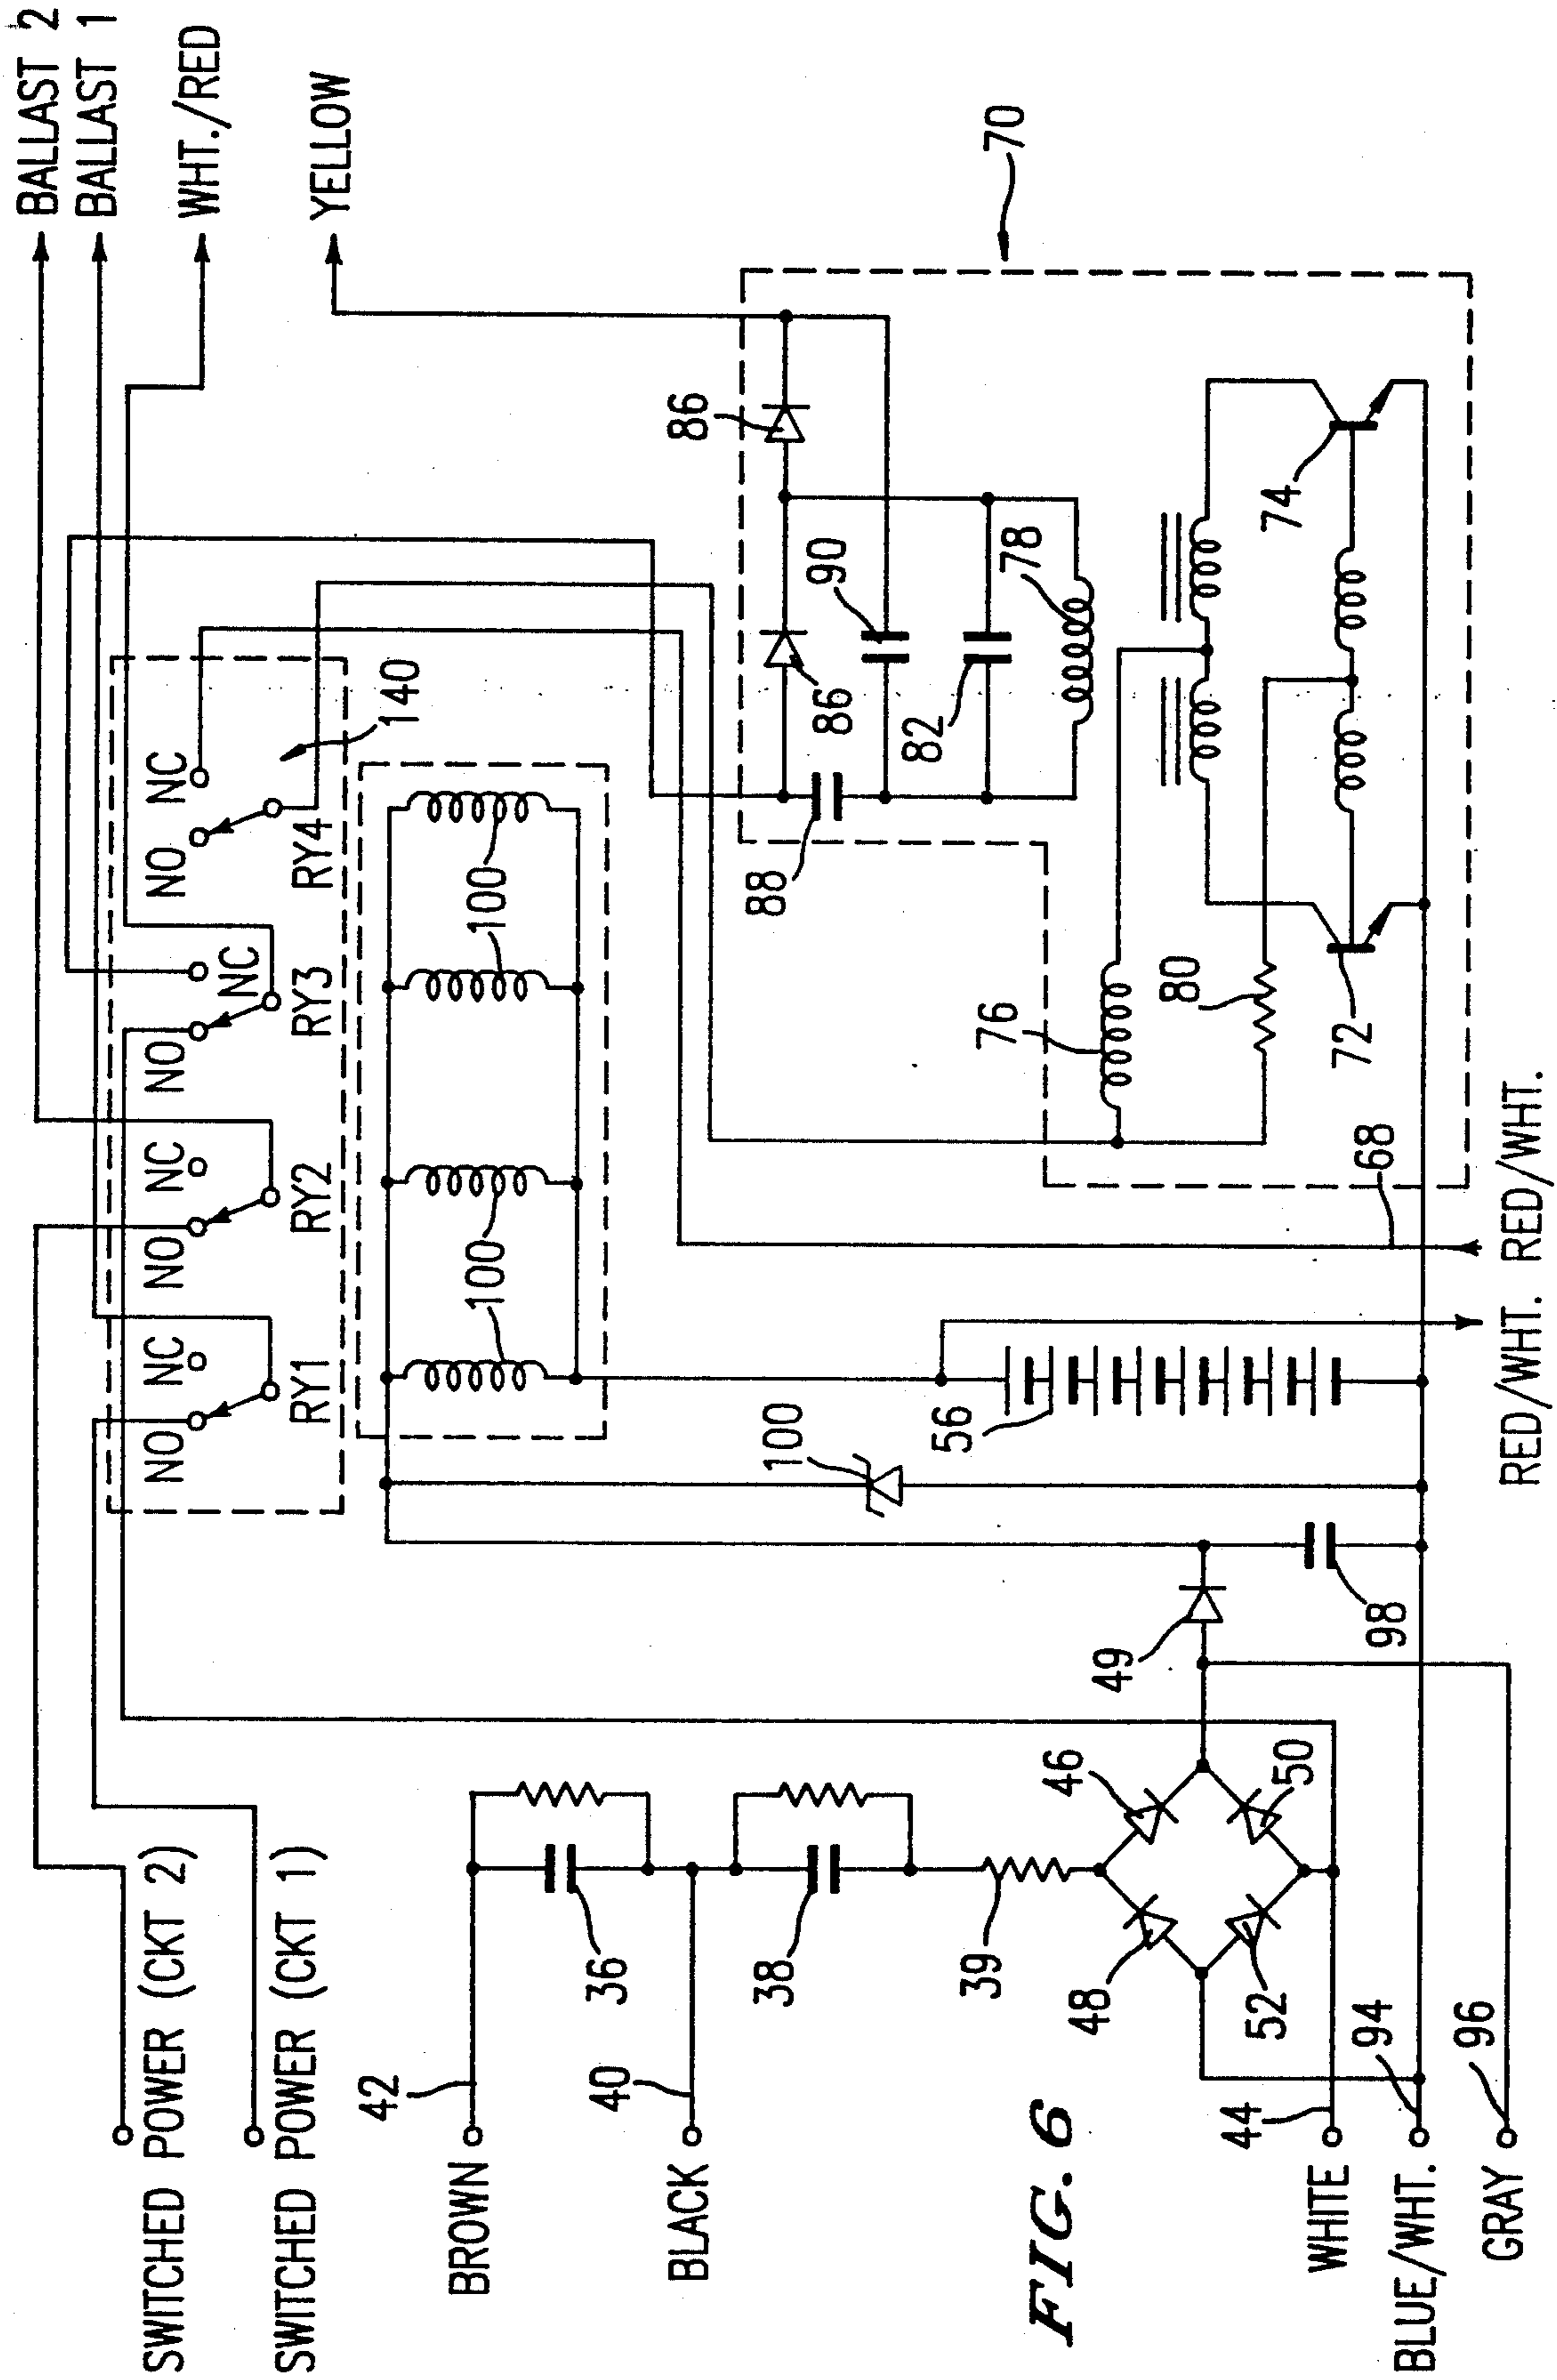 BALLAST 2
BALLAST 1
WHT./RED
YELLOW
70
140
NO NC
RY4
NO NC
RY3
NO NC
RY2
NO NC
RY1
86
86
90
82
78
88
74
76
80
72
100
100
100
56
68
RED/WHT.
RED/WHT.
49
98
46
50
48
52
36
38
39
SWITCHED POWER (CKT 2)
SWITCHED POWER (CKT 1)
BROWN
42
BLACK
40
WHITE
44
BLUE/WHT.
94
GRAY
96
FIG. 6